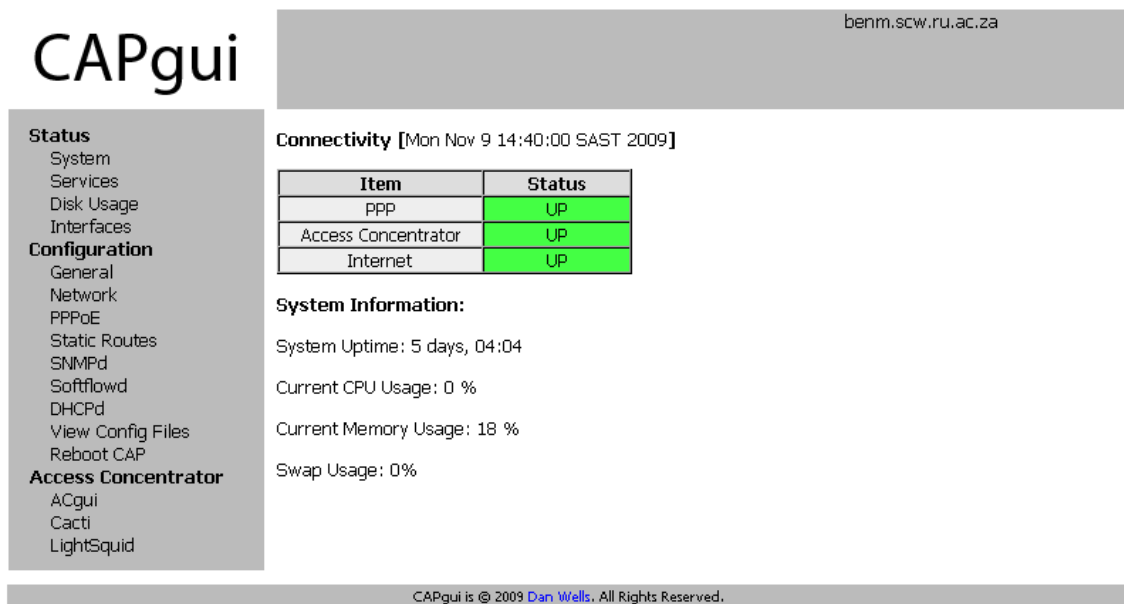 CAPgui
benm.scw.ru.ac.za
Status
System
Services
Disk Usage
Interfaces
Configuration
General
Network
PPPoE
Static Routes
SNMPd
Softflowd
DHCPd
View Config Files
Reboot CAP
Access Concentrator
ACgui
Cacti
LightSquid
Connectivity [Mon Nov 9 14:40:00 SAST 2009]
Item Status
PPP UP
Access Concentrator UP
Internet UP
System Information:
System Uptime: 5 days, 04:04
Current CPU Usage: 0 %
Current Memory Usage: 18 %
Swap Usage: 0%
CAPgui is @ 2009 Dan Wells. All Rights Reserved.